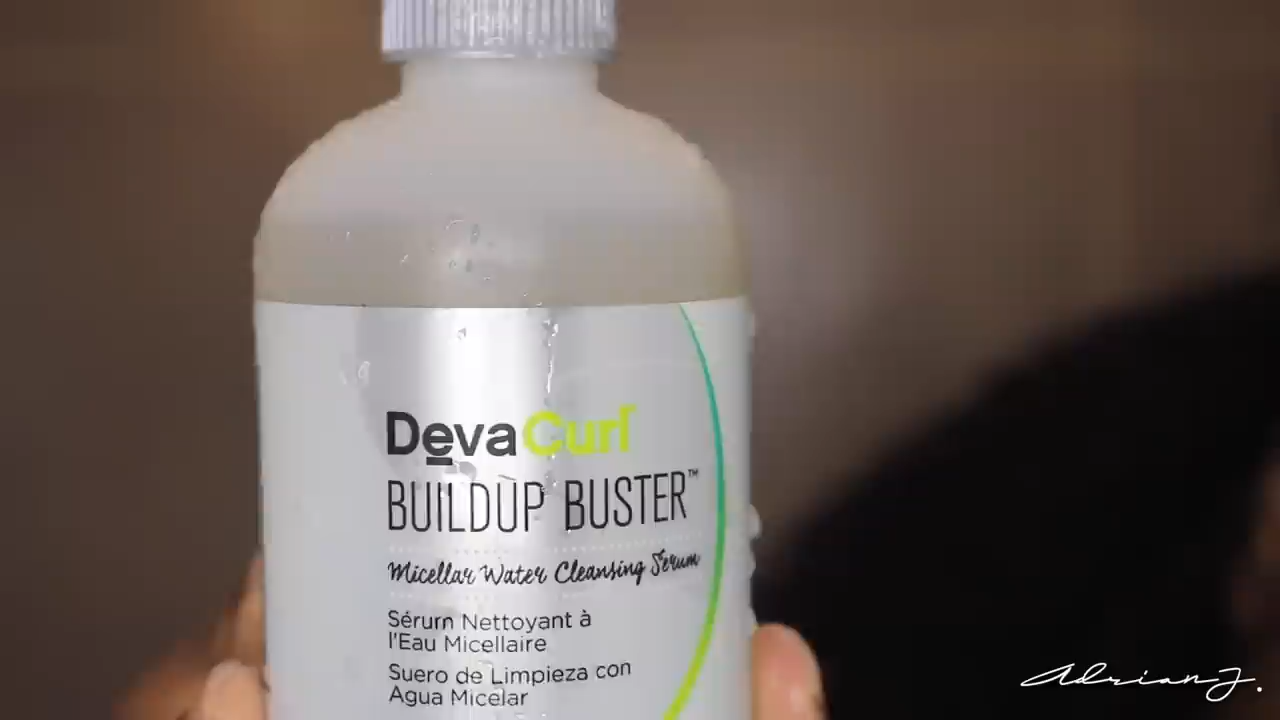 DevaCurl
BUILDUP BUSTER™
Micellar Water Cleansing Serum
Sérum Nettoyant à
l'Eau Micellaire
Suero de Limpieza con
Agua Micelar
AdrianJ.